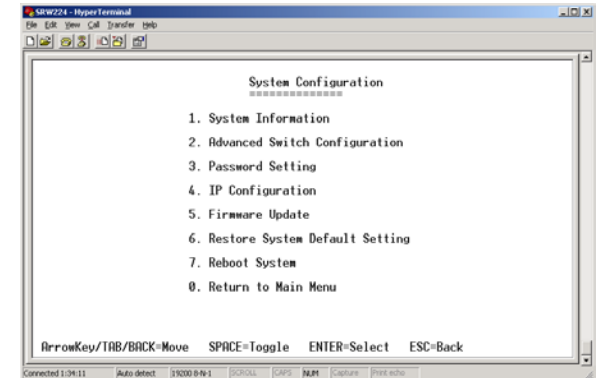 SRW224 - HyperTerminal
File Edit View Call Transfer Help
System Configuration
===============
1. System Information
2. Advanced Switch Configuration
3. Password Setting
4. IP Configuration
5. Firmware Update
6. Restore System Default Setting
7. Reboot System
0. Return to Main Menu
ArrowKey/TAB/BACK=Move SPACE=Toggle ENTER=Select ESC=Back
Connected 1:34:11 Auto detect 19200 8-N-1 SCROLL CAPS NUM Capture Print echo